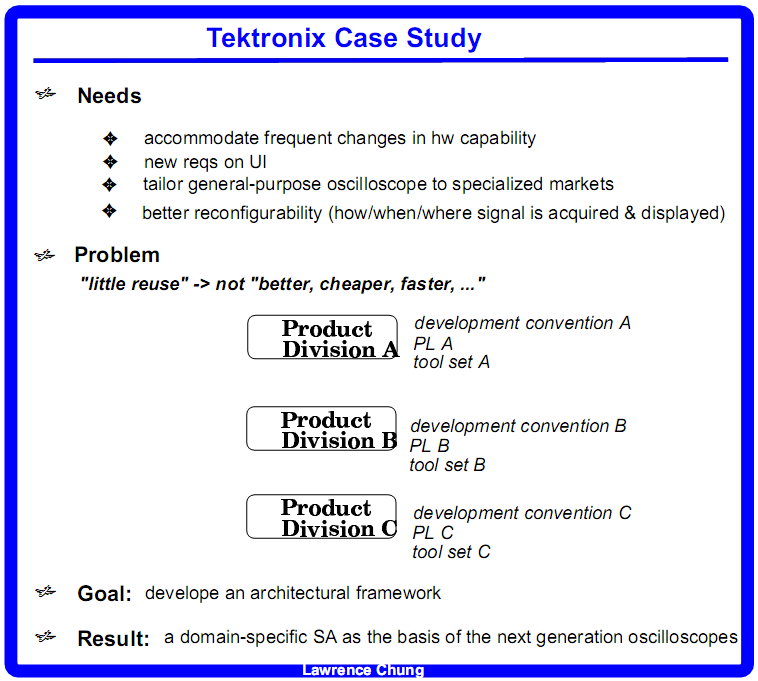 Tektronix Case Study
Needs
accommodate frequent changes in hw capability
new reqs on UI
tailor general-purpose oscilloscope to specialized markets
better reconfigurability (how/when/where signal is acquired & displayed)
Problem
"little reuse" -> not "better, cheaper, faster, ..."
Product
Division A
development convention A
PL A
tool set A
Product
Division B
development convention B
PL B
tool set B
Product
Division C
development convention C
PL C
tool set C
Goal: develope an architectural framework
Result: a domain-specific SA as the basis of the next generation oscilloscopes
Lawrence Chung